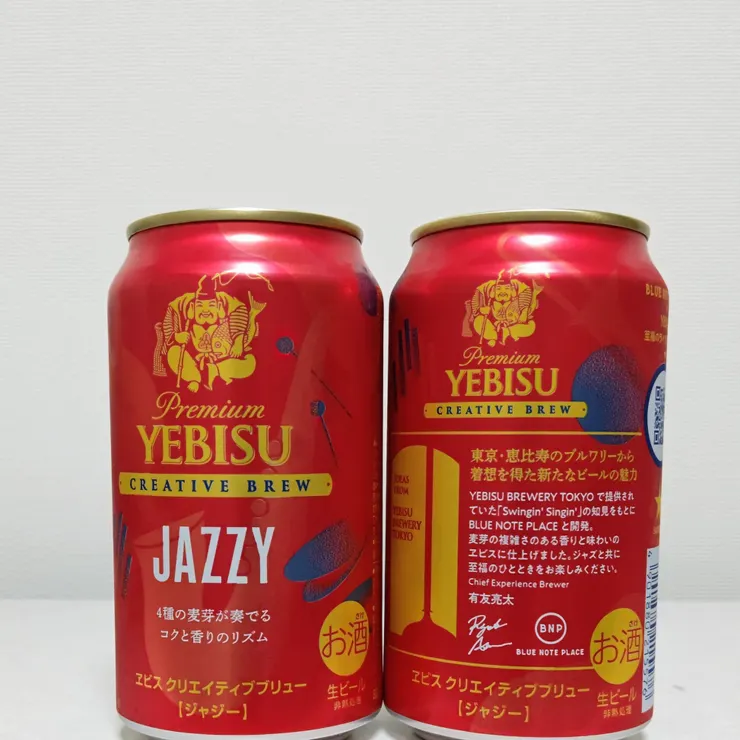 Premium
YEBISU
CREATIVE BREW
JAZZY
4種の麦芽が奏でる
コクと香りのリズム
さけ
お酒
ヱビス クリエイティブブリュー
生ビール
【ジャジー】
非熱処理
Premium
YEBISU
CREATIVE BREW
東京・恵比寿のブルワリーから
着想を得た新たなビールの魅力
YEBISU BREWERY TOKYO で提供され
ていた「Swingin' Singin'」の知見をもとに
BLUE NOTE PLACE と開発。
麦芽の複雑さのある香りと味わいの
ヱビスに仕上げました。ジャズと共に
至福のひとときをお楽しみください。
Chief Experience Brewer
有友亮太
BNP
BLUE NOTE PLACE
IDEAS
FROM
YEBISU
BREWERY
TOKYO
さけ
お酒
ヱビス クリエイティブブリュー
生ビール
【ジャジー】
非熱処理
BLUE